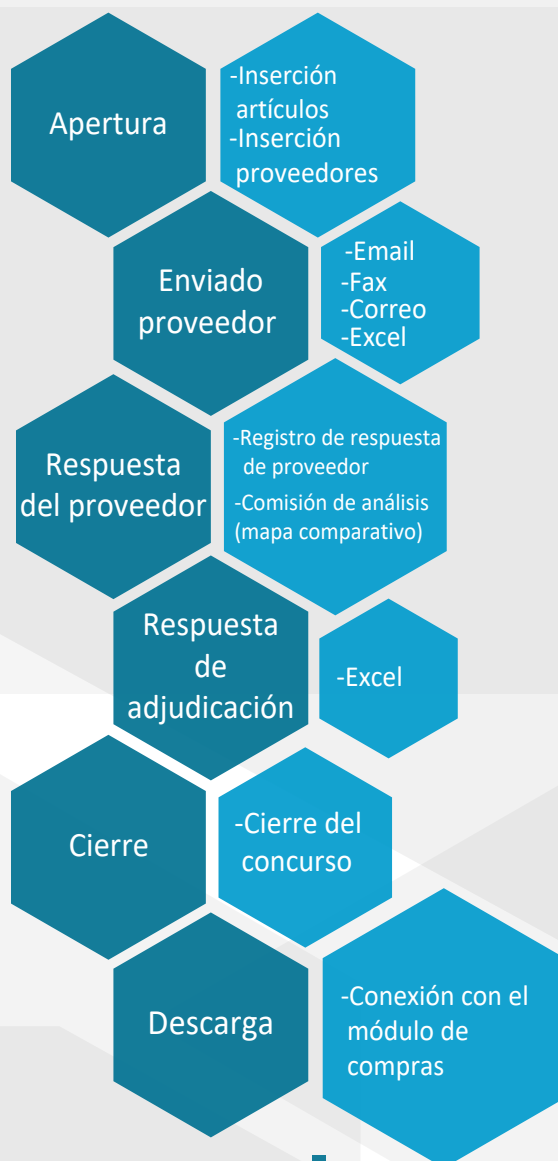 Apertura
-Inserción
artículos
-Inserción
proveedores
Enviado
proveedor
-Email
-Fax
-Correo
-Excel
Respuesta
del proveedor
-Registro de respuesta
de proveedor
-Comisión de análisis
(mapa comparativo)
Respuesta
de
adjudicación
-Excel
Cierre
-Cierre del
concurso
Descarga
-Conexión con el
módulo de
compras